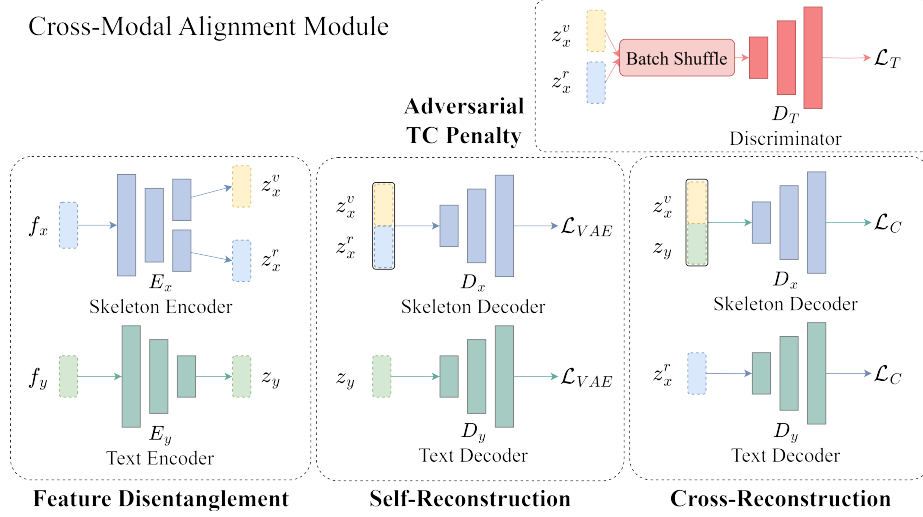 Cross-Modal Alignment Module
z_x^v
z_x^r
Batch Shuffle
D_T
Discriminator
ℒ_T
Adversarial
TC Penalty
f_x
z_x^v
z_x^r
E_x
Skeleton Encoder
f_y
z_y
E_y
Text Encoder
Feature Disentanglement
z_x^v
z_x^r
D_x
ℒ_VAE
Skeleton Decoder
z_y
D_y
ℒ_VAE
Text Decoder
Self-Reconstruction
z_x^v
z_y
D_x
ℒ_C
Skeleton Decoder
z_x^r
D_y
ℒ_C
Text Decoder
Cross-Reconstruction